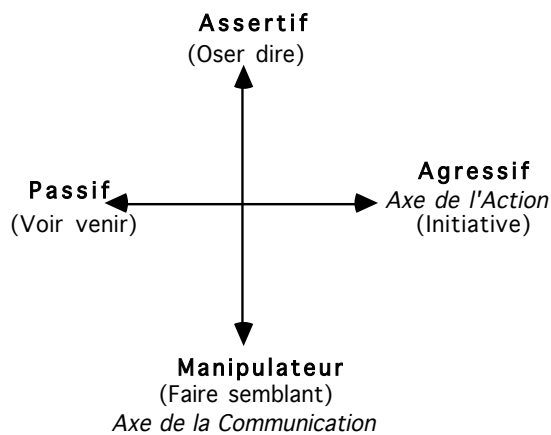 Assertif
(Oser dire)
Passif
(Voir venir)
Agressif
Axe de l'Action
(Initiative)
Manipulateur
(Faire semblant)
Axe de la Communication